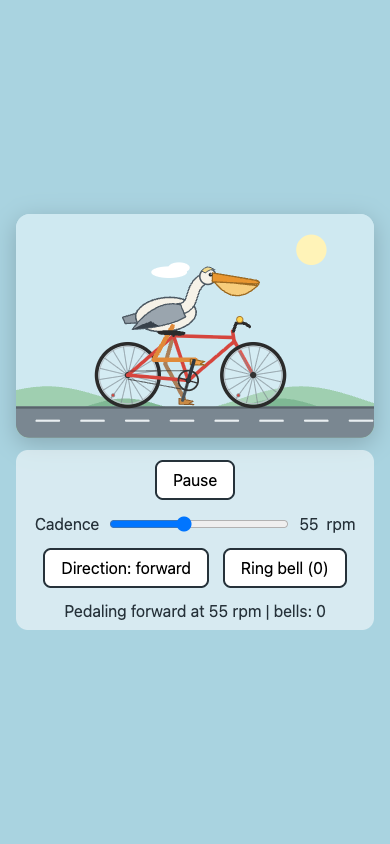 Pause
Cadence 55 rpm
Direction: forward Ring bell (0)
Pedaling forward at 55 rpm | bells: 0